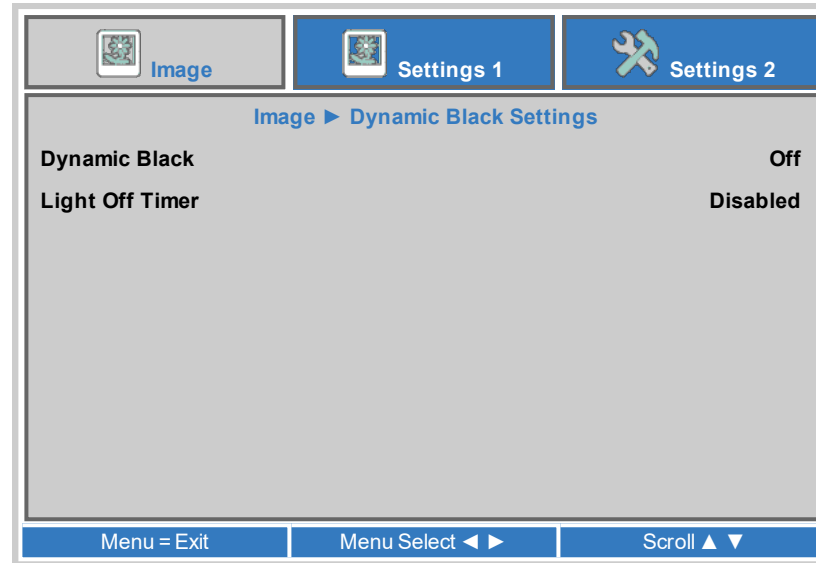 Image Settings 1 Settings 2
Image ► Dynamic Black Settings
Dynamic Black Off
Light Off Timer Disabled
Menu = Exit Menu Select ◄ ► Scroll ▲ ▼